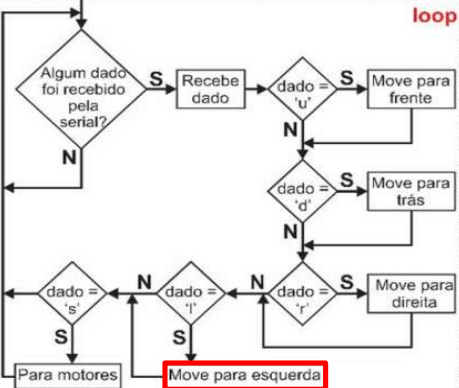 loop
Algum dado
foi recebido
pela
serial?
S
N
Recebe
dado
dado =
'u'
S
N
Move para
frente
dado =
'd'
S
N
Move para
trás
dado =
'r'
S
N
Move para
direita
dado =
'l'
N
S
Move para esquerda
dado =
's'
S
Para motores